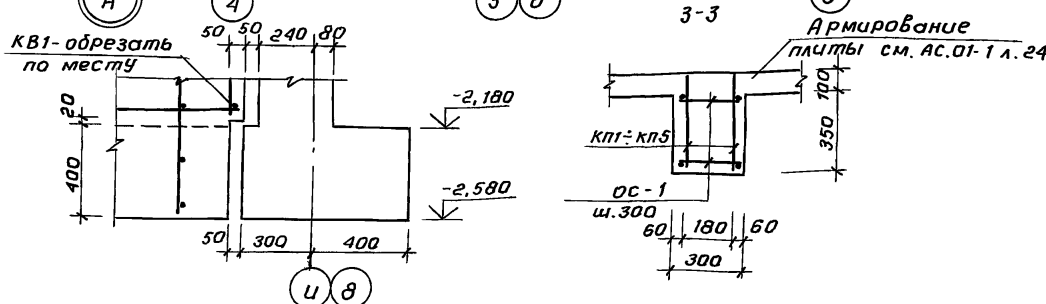 А
4
3-3
50 50 240 80
КВ1-обрезать
по месту
Армирование
плиты см. АС.01-1 л.24
20
400
-2,180
-2,580
50 300 400
И 8
100
350
КП1÷КП5
ОС-1
ш.300
60 180 60
300